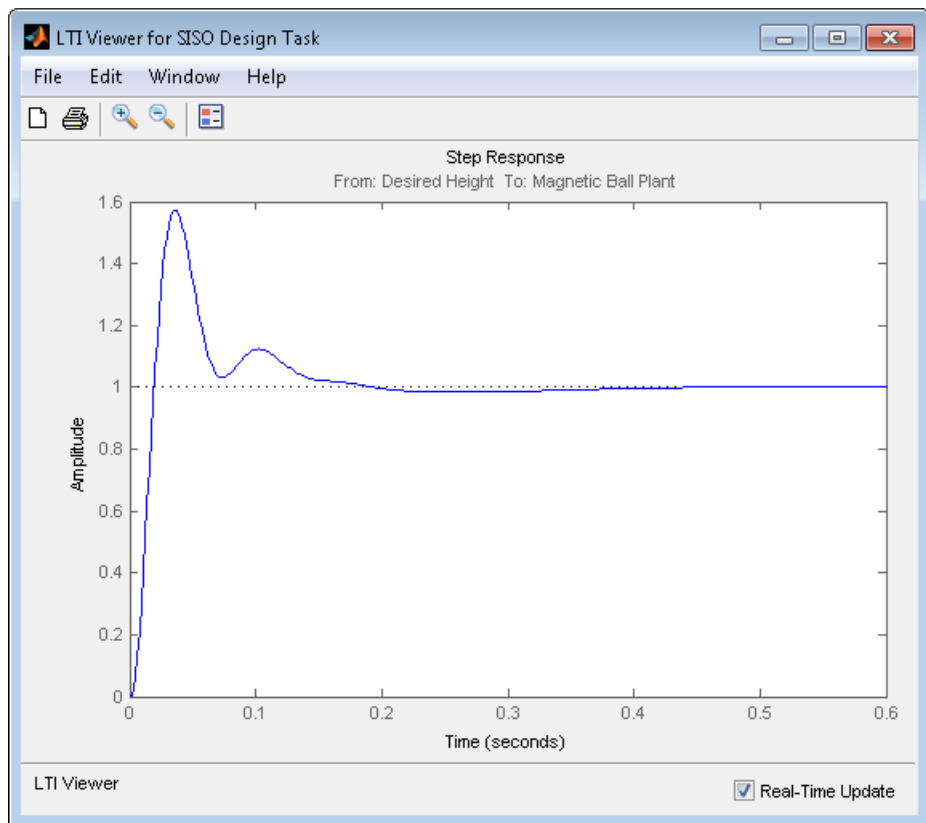 LTI Viewer for SISO Design Task
File Edit Window Help
Step Response
From: Desired Height To: Magnetic Ball Plant
1.6
1.4
1.2
1
0.8
0.6
0.4
0.2
0
Amplitude
0 0.1 0.2 0.3 0.4 0.5 0.6
Time (seconds)
LTI Viewer
Real-Time Update